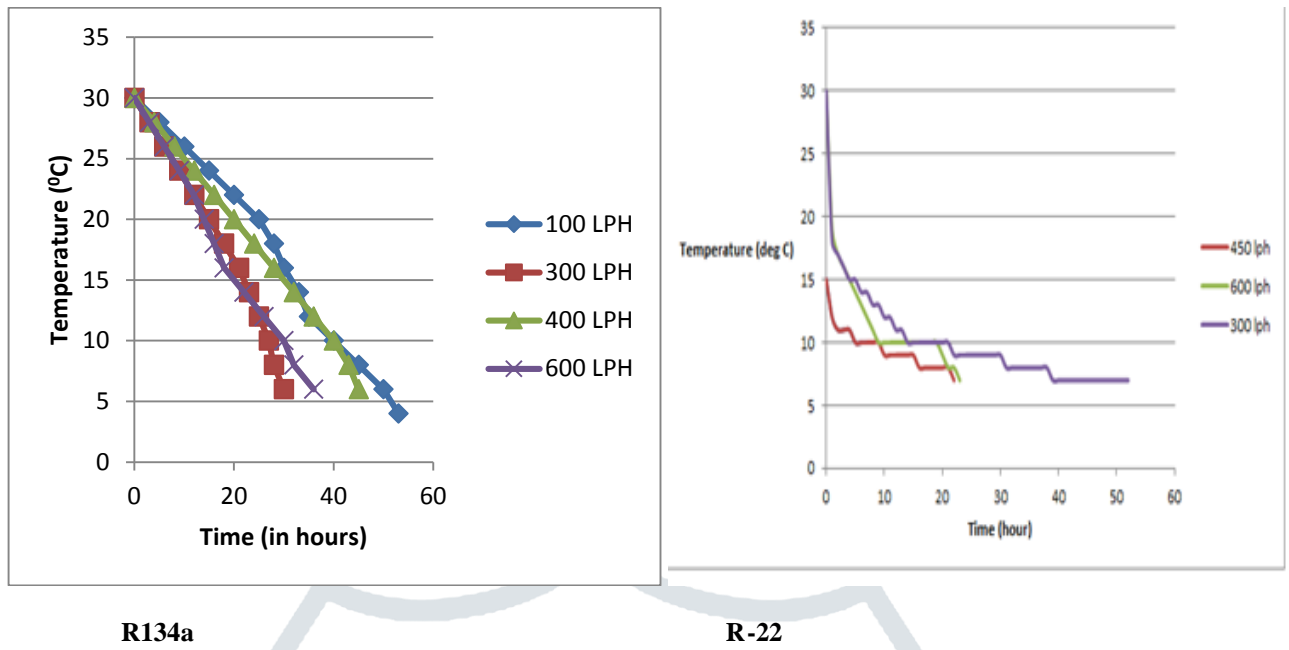 35
30
25
20
15
10
5
0
Temperature (⁰C)
0 20 40 60
Time (in hours)
100 LPH
300 LPH
400 LPH
600 LPH
35
30
25
20
15
10
5
0
Temperature (deg C)
0 10 20 30 40 50 60
Time (hour)
450 lph
600 lph
300 lph
R134a
R-22